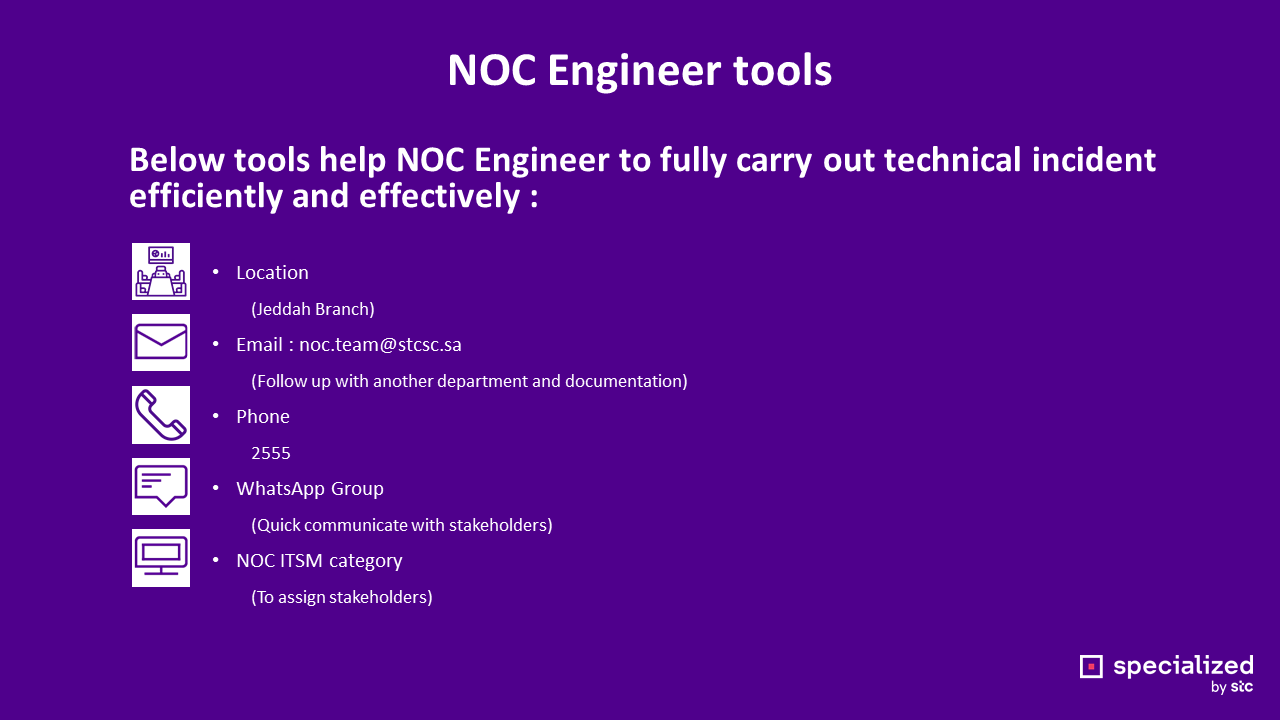 NOC Engineer tools
Below tools help NOC Engineer to fully carry out technical incident
efficiently and effectively :
• Location
(Jeddah Branch)
• Email : noc.team@stcsc.sa
(Follow up with another department and documentation)
• Phone
2555
• WhatsApp Group
(Quick communicate with stakeholders)
• NOC ITSM category
(To assign stakeholders)
specialized
by stc